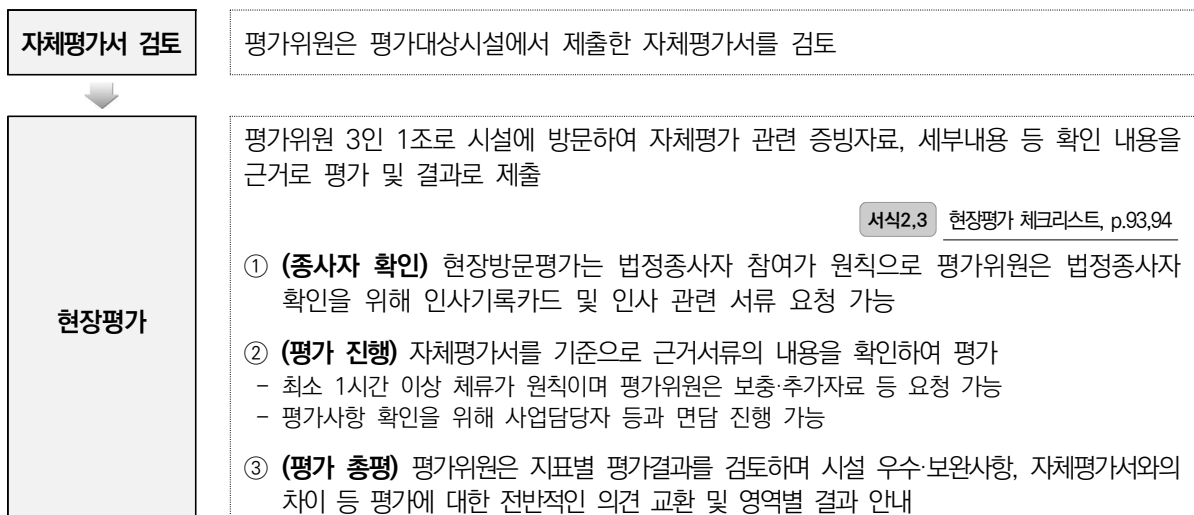 자체평가서 검토
평가위원은 평가대상시설에서 제출한 자체평가서를 검토
현장평가
평가위원 3인 1조로 시설에 방문하여 자체평가 관련 증빙자료, 세부내용 등 확인 내용을
근거로 평가 및 결과로 제출
서식2,3 현장평가 체크리스트, p.93,94
① (종사자 확인) 현장방문평가는 법정종사자 참여가 원칙으로 평가위원은 법정종사자
확인을 위해 인사기록카드 및 인사 관련 서류 요청 가능
② (평가 진행) 자체평가서를 기준으로 근거서류의 내용을 확인하여 평가
- 최소 1시간 이상 체류가 원칙이며 평가위원은 보충·추가자료 등 요청 가능
- 평가사항 확인을 위해 사업담당자 등과 면담 진행 가능
③ (평가 총평) 평가위원은 지표별 평가결과를 검토하며 시설 우수·보완사항, 자체평가서와의
차이 등 평가에 대한 전반적인 의견 교환 및 영역별 결과 안내